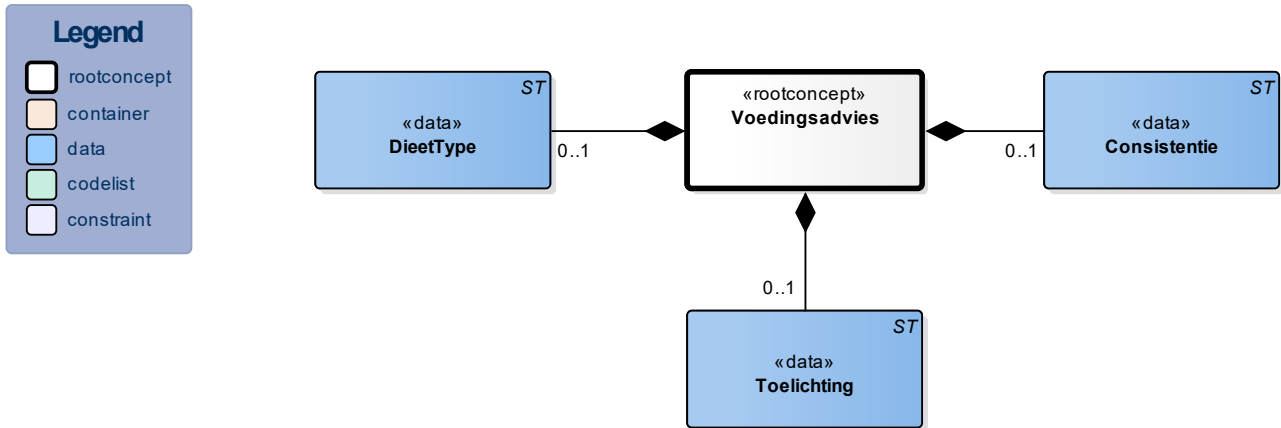 Legend
rootconcept
container
data
codelist
constraint
ST
«data»
DieetType
0..1
«rootconcept»
Voedingsadvies
ST
«data»
Consistentie
0..1
0..1
ST
«data»
Toelichting